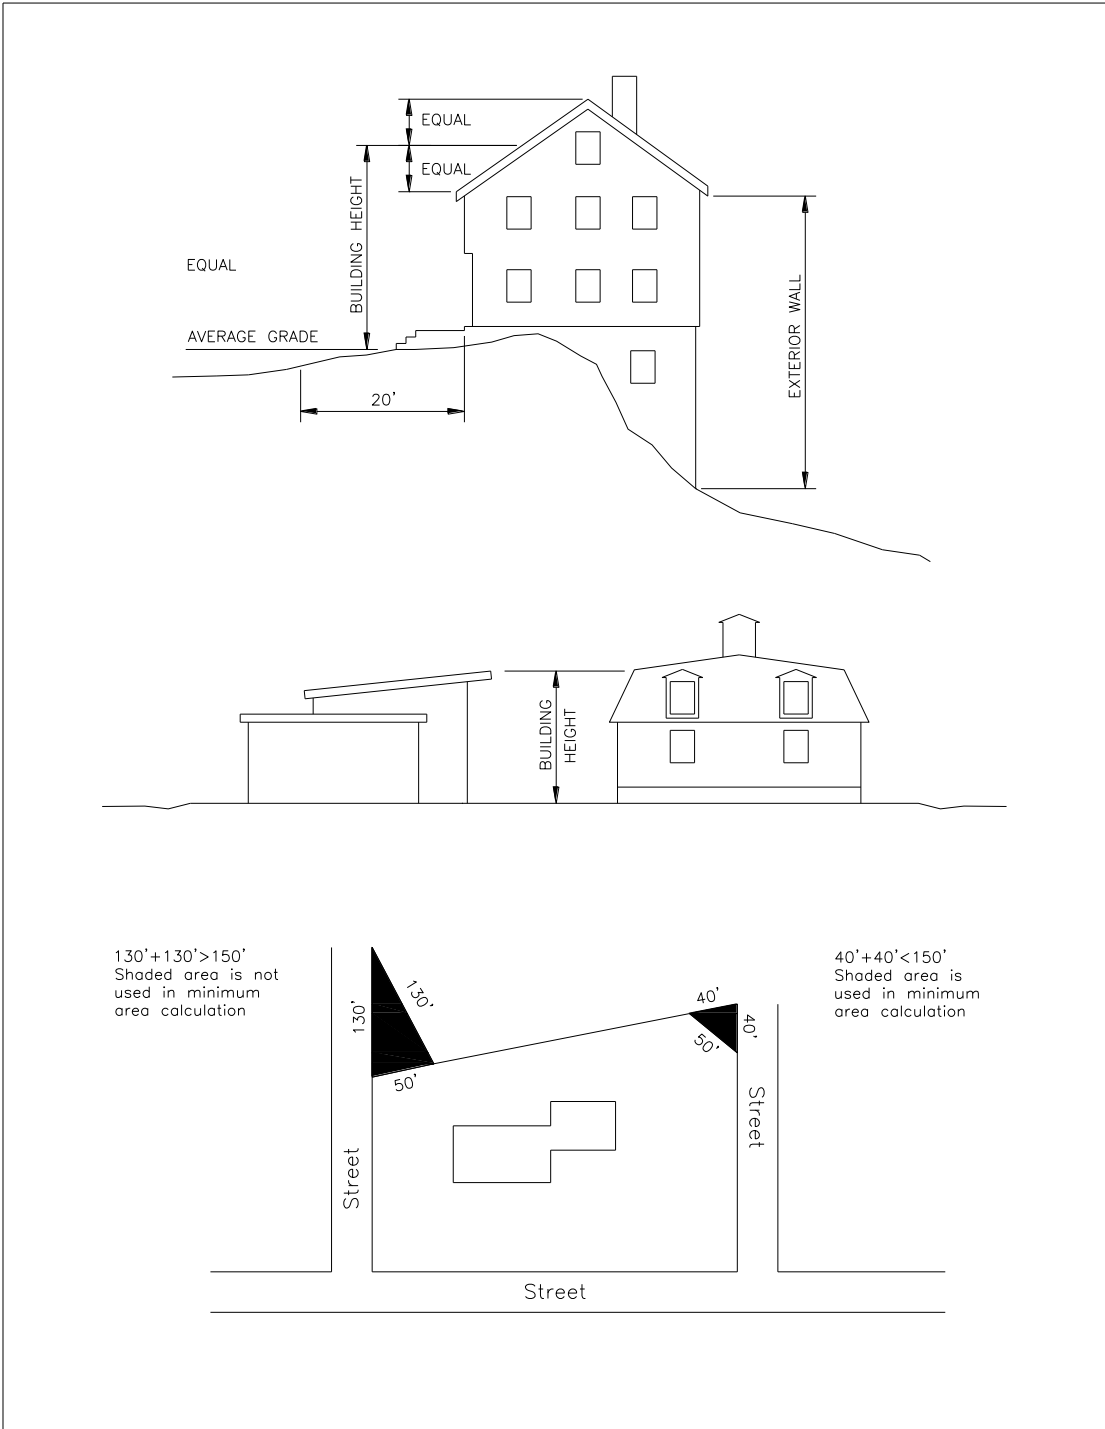 EQUAL
EQUAL
BUILDING HEIGHT
EQUAL
AVERAGE GRADE
20'
EXTERIOR WALL
BUILDING
HEIGHT
130'+130'>150'
Shaded area is not
used in minimum
area calculation
40'+40'<150'
Shaded area is
used in minimum
area calculation
130'
130'
50'
40'
40'
50'
Street
Street
Street